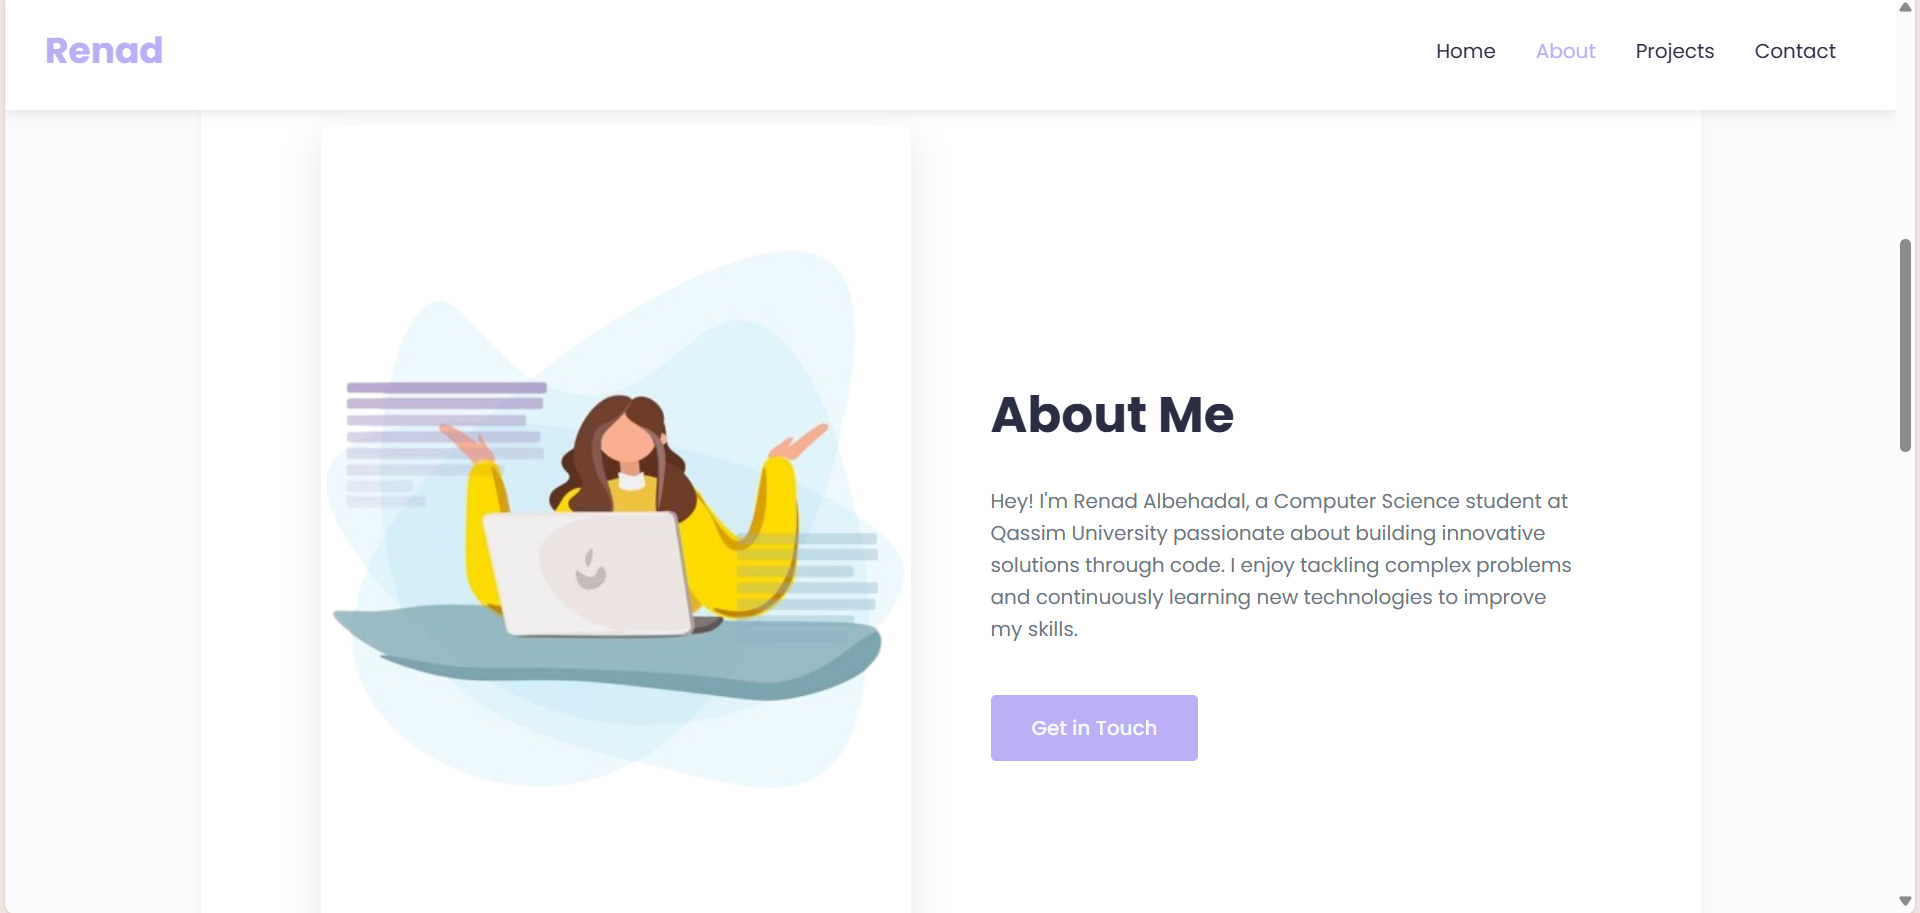 Renad
Home About Projects Contact
About Me
Hey! I'm Renad Albehadal, a Computer Science student at
Qassim University passionate about building innovative
solutions through code. I enjoy tackling complex problems
and continuously learning new technologies to improve
my skills.
Get in Touch